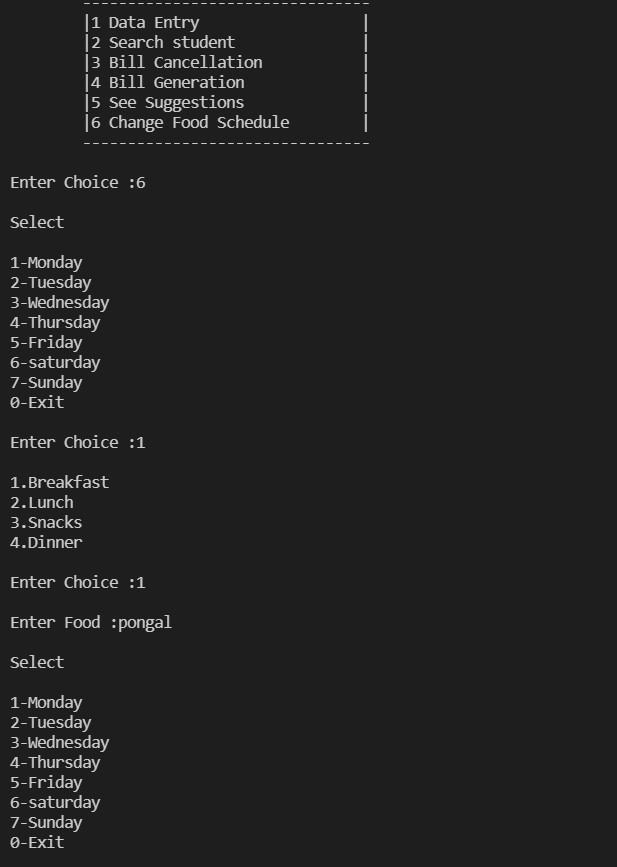 --------------------------------
|1 Data Entry                  |
|2 Search student              |
|3 Bill Cancellation           |
|4 Bill Generation             |
|5 See Suggestions             |
|6 Change Food Schedule        |
--------------------------------
Enter Choice :6
Select
1-Monday
2-Tuesday
3-Wednesday
4-Thursday
5-Friday
6-saturday
7-Sunday
0-Exit
Enter Choice :1
1.Breakfast
2.Lunch
3.Snacks
4.Dinner
Enter Choice :1
Enter Food :pongal
Select
1-Monday
2-Tuesday
3-Wednesday
4-Thursday
5-Friday
6-saturday
7-Sunday
0-Exit